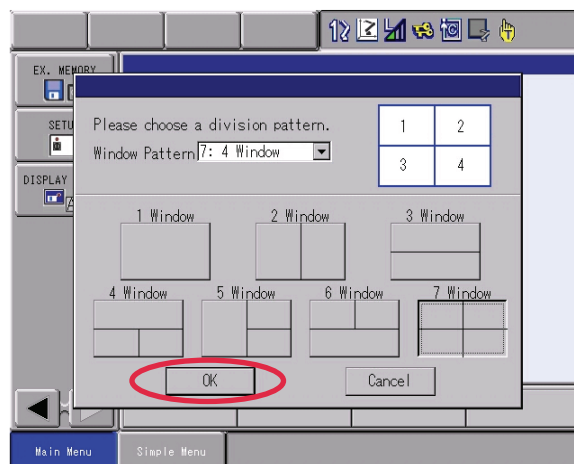 EX. MEMORY
SETU
DISPLAY
Please choose a division pattern.
Window Pattern 7: 4 Window
1 2
3 4
1 Window 2 Window 3 Window
4 Window 5 Window 6 Window 7 Window
OK Cancel
Main Menu Simple Menu